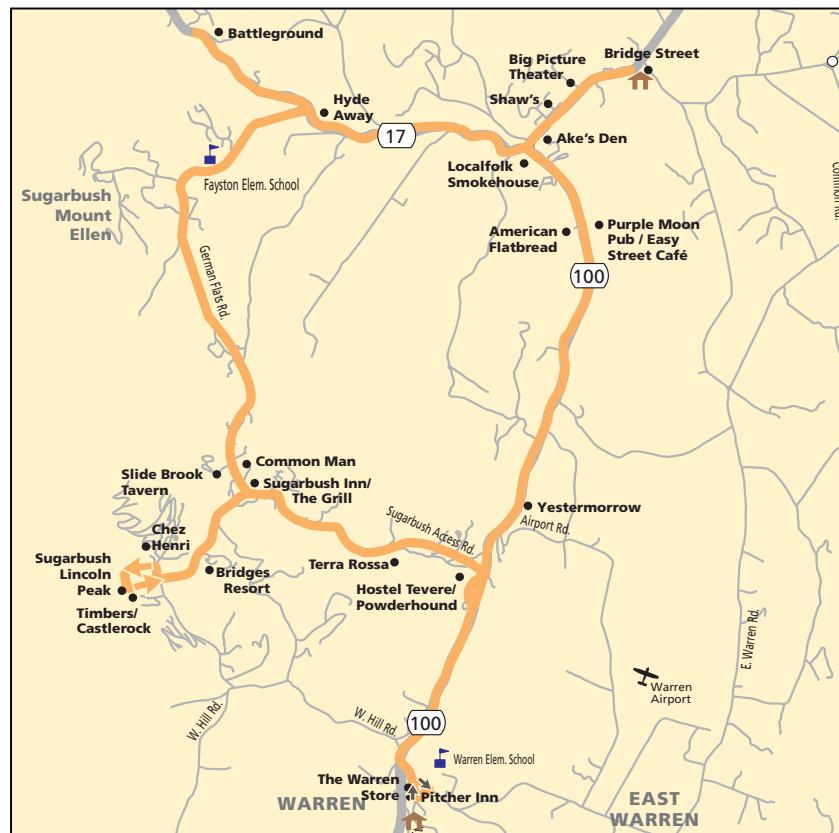 Battleground
Big Picture
Theater
Bridge Street
Shaw's
Hyde
Away
17
Ake's Den
Localfolk
Smokehouse
Fayston Elem. School
Sugarbush
Mount
Ellen
Common Rd.
American
Flatbread
Purple Moon
Pub / Easy
Street Café
German Flats Rd.
100
Common Man
Slide Brook
Tavern
Sugarbush Inn/
The Grill
Yestermorrow
Airport Rd.
Sugarbush Access Rd.
Chez
Henri
Sugarbush
Lincoln
Peak
Bridges
Resort
Terra Rossa
Hostel Tevere/
Powderhound
Timbers/
Castlerock
E. Warren Rd.
Warren
Airport
W. Hill Rd.
W. Hill Rd.
100
Warren Elem. School
The Warren
Store
Pitcher Inn
WARREN
EAST
WARREN